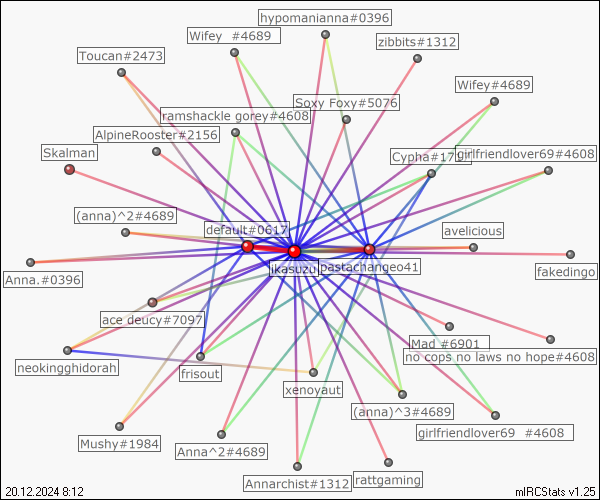 hypomanianna#0396
Wifey #4689
zibbits#1312
Toucan#2473
Wifey#4689
Soxy Foxy#5076
ramshackle gorey#4608
AlpineRooster#2156
Skalman
Cypha#17
girlfriendlover69#4608
(anna)^2#4689
default#0617
avelicious
Anna.#0396
jikasuzu
pastachangeo41
fakedingo
ace deucy#7097
Mad #6901
no cops no laws no hope#4608
neokingghidorah
frisout
xenoyaut
(anna)^3#4689
girlfriendlover69 #4608
Mushy#1984
Anna^2#4689
Annarchist#1312
rattgaming
20.12.2024 8:12
mIRCStats v1.25